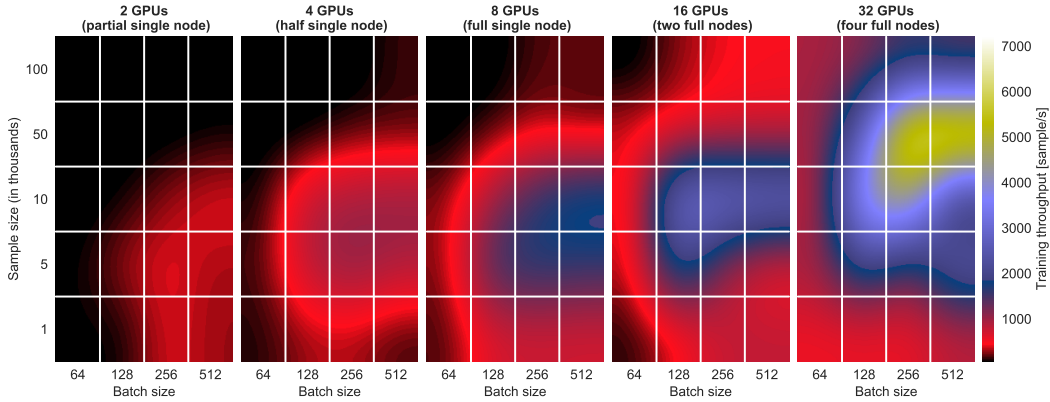 2 GPUs
(partial single node)
4 GPUs
(half single node)
8 GPUs
(full single node)
16 GPUs
(two full nodes)
32 GPUs
(four full nodes)
Sample size (in thousands)
100
50
10
5
1
64 128 256 512
Batch size
64 128 256 512
Batch size
64 128 256 512
Batch size
64 128 256 512
Batch size
64 128 256 512
Batch size
7000
6000
5000
4000
3000
2000
1000
Training throughput [sample/s]